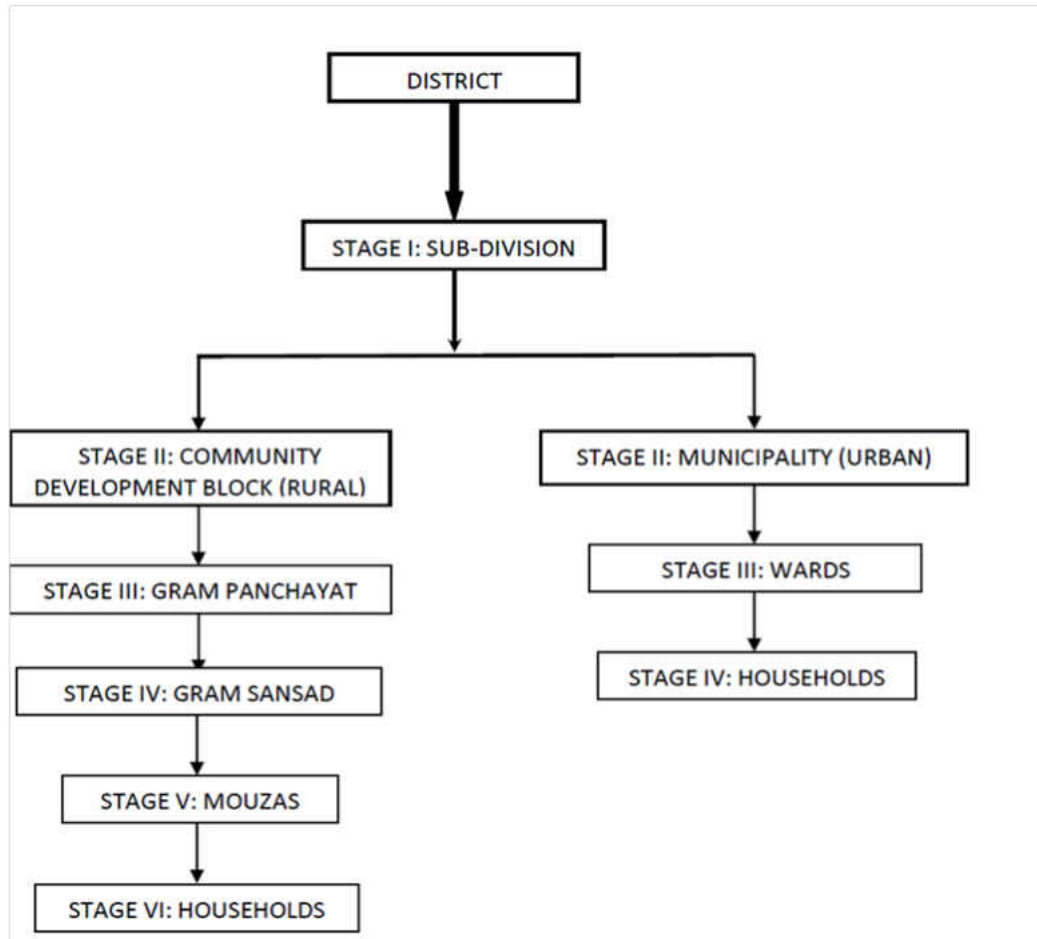 DISTRICT
STAGE I: SUB-DIVISION
STAGE II: COMMUNITY
DEVELOPMENT BLOCK (RURAL)
STAGE III: GRAM PANCHAYAT
STAGE IV: GRAM SANSAD
STAGE V: MOUZAS
STAGE VI: HOUSEHOLDS
STAGE II: MUNICIPALITY (URBAN)
STAGE III: WARDS
STAGE IV: HOUSEHOLDS